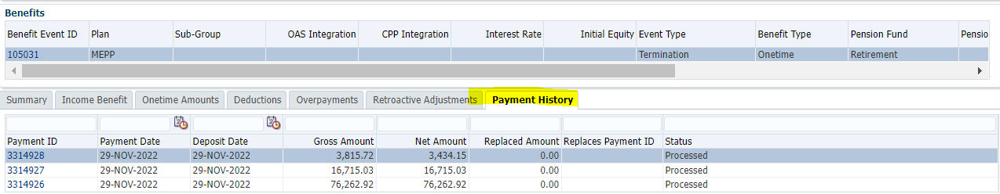 Benefits
Benefit Event ID Plan Sub-Group OAS Integration CPP Integration Interest Rate Initial Equity Event Type Benefit Type Pension Fund Pensio
105031 MEPP Termination Onetime Retirement
Summary Income Benefit Onetime Amounts Deductions Overpayments Retroactive Adjustments Payment History
Payment ID Payment Date Deposit Date Gross Amount Net Amount Replaced Amount Replaces Payment ID Status
3314928 29-NOV-2022 29-NOV-2022 3,815.72 3,434.15 0.00 Processed
3314927 29-NOV-2022 29-NOV-2022 16,715.03 16,715.03 0.00 Processed
3314926 29-NOV-2022 29-NOV-2022 76,262.92 76,262.92 0.00 Processed